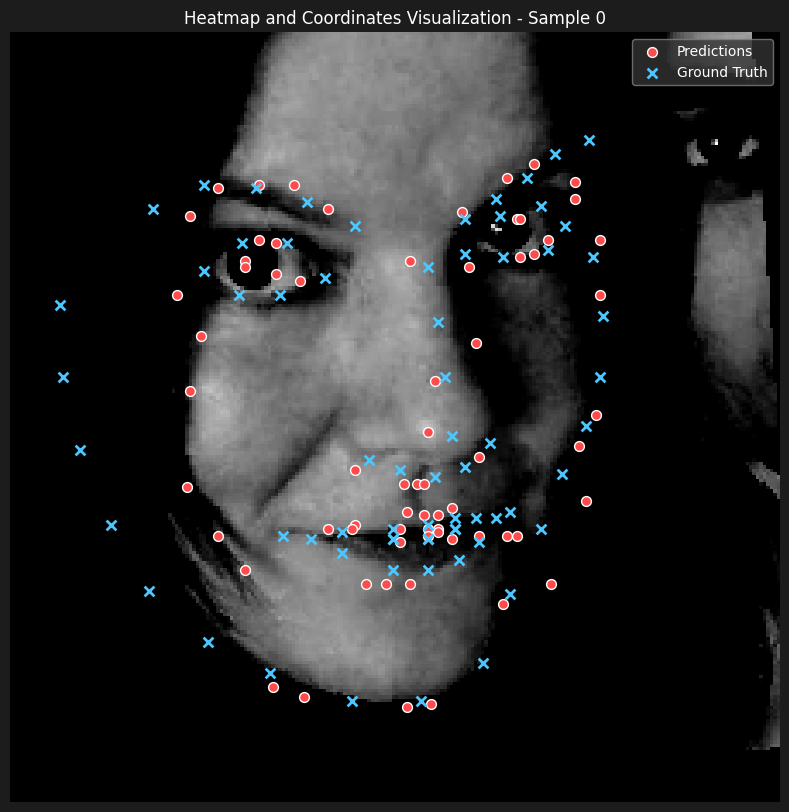 Heatmap and Coordinates Visualization - Sample 0
Predictions
Ground Truth